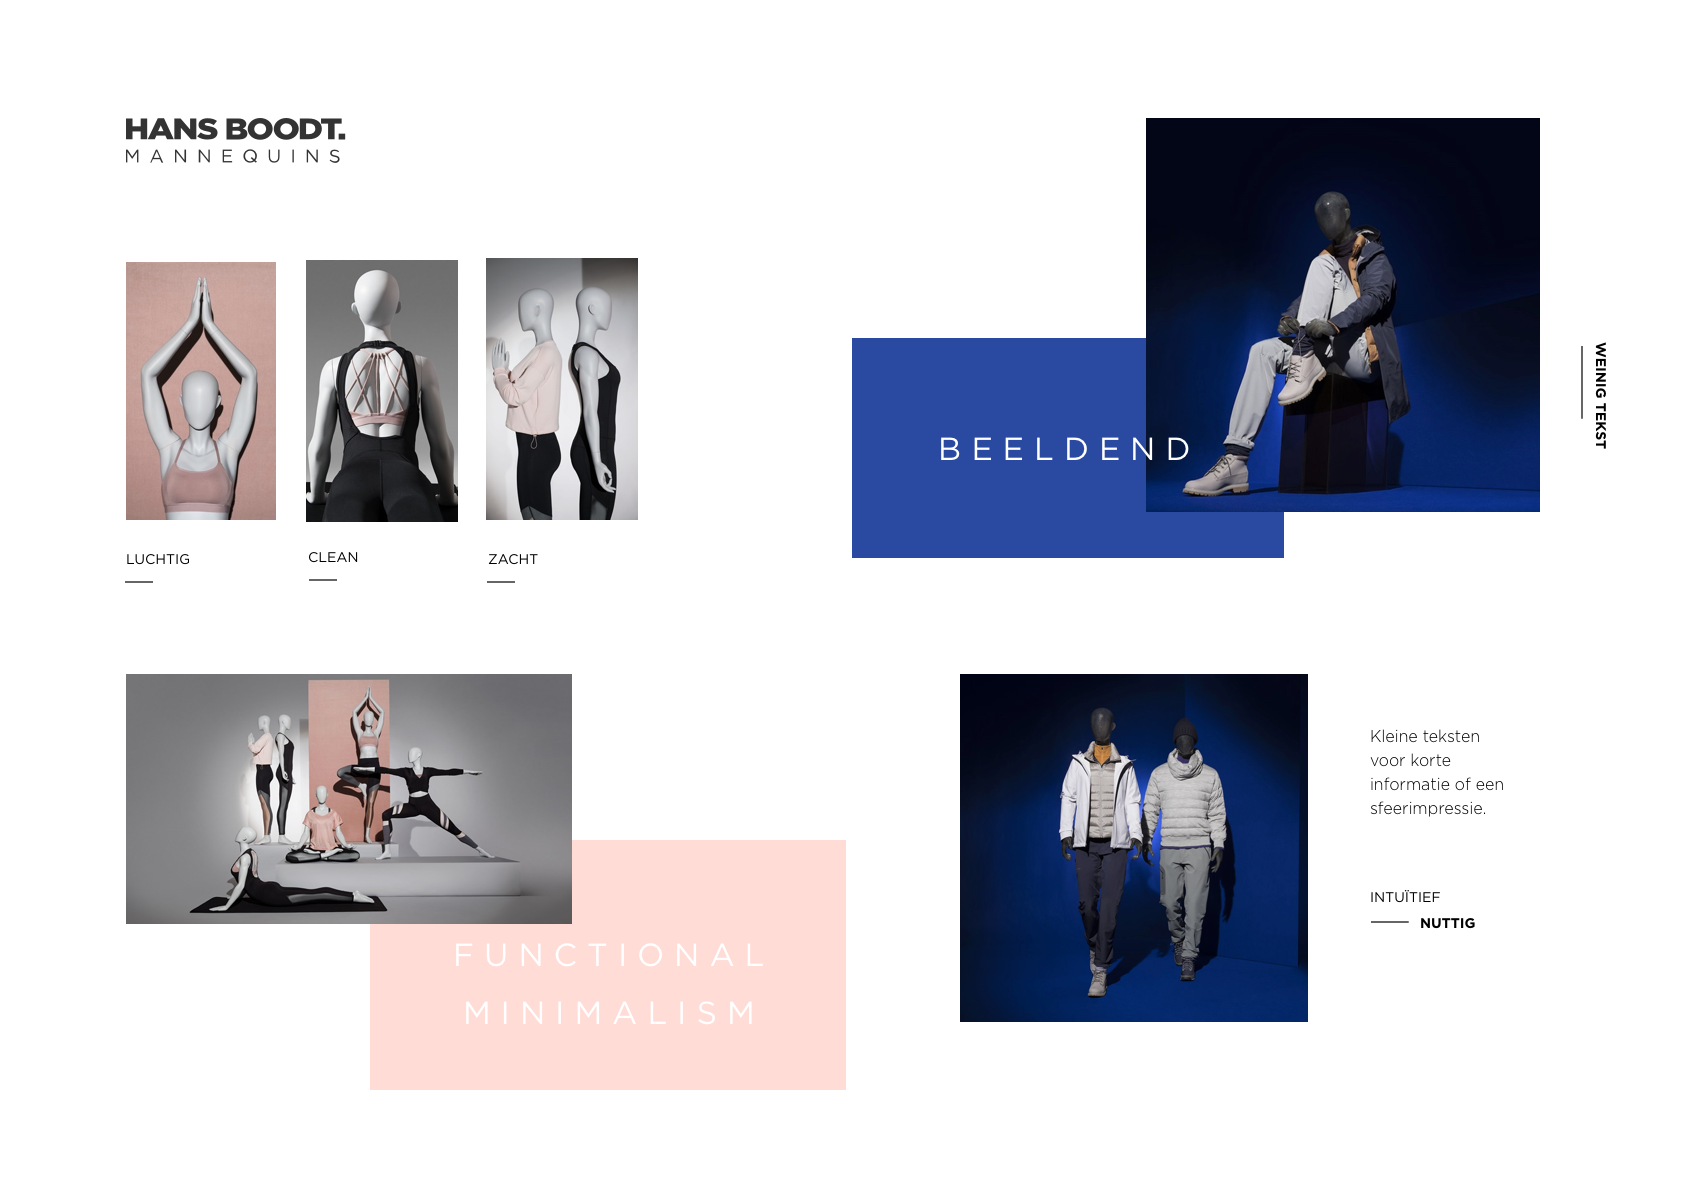 HANS BOODT.
MANNEQUINS
LUCHTIG
CLEAN
ZACHT
BEELDEND
WEINIG TEKST
FUNCTIONAL
MINIMALISM
Kleine teksten
voor korte
informatie of een
sfeerimpressie.
INTUÏTIEF
NUTTIG